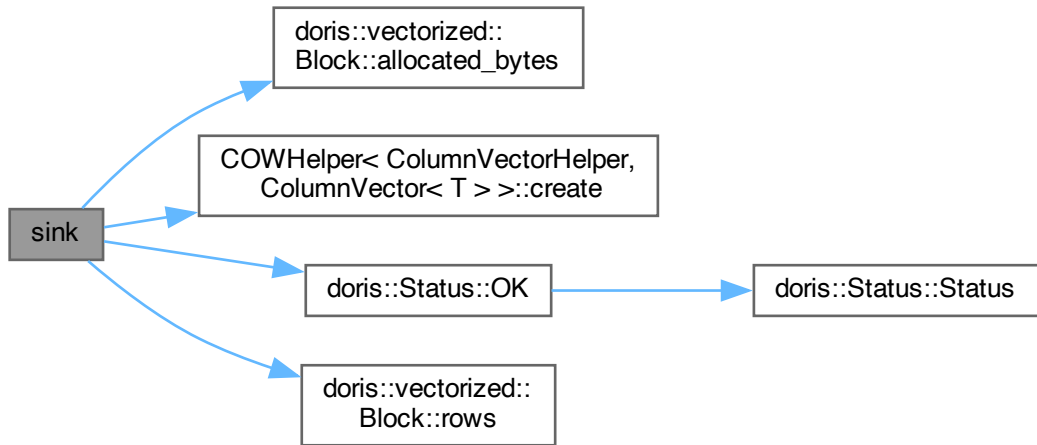 doris::vectorized::
Block::allocated_bytes
COWHelper< ColumnVectorHelper,
ColumnVector< T > >::create
sink
doris::Status::OK
doris::Status::Status
doris::vectorized::
Block::rows